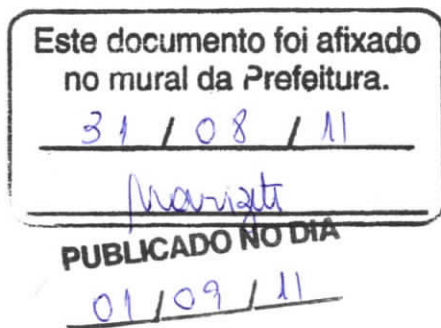 Este documento foi afixado
no mural da Prefeitura.
31 / 08 / 11
PUBLICADO NO DIA
01 / 09 / 11